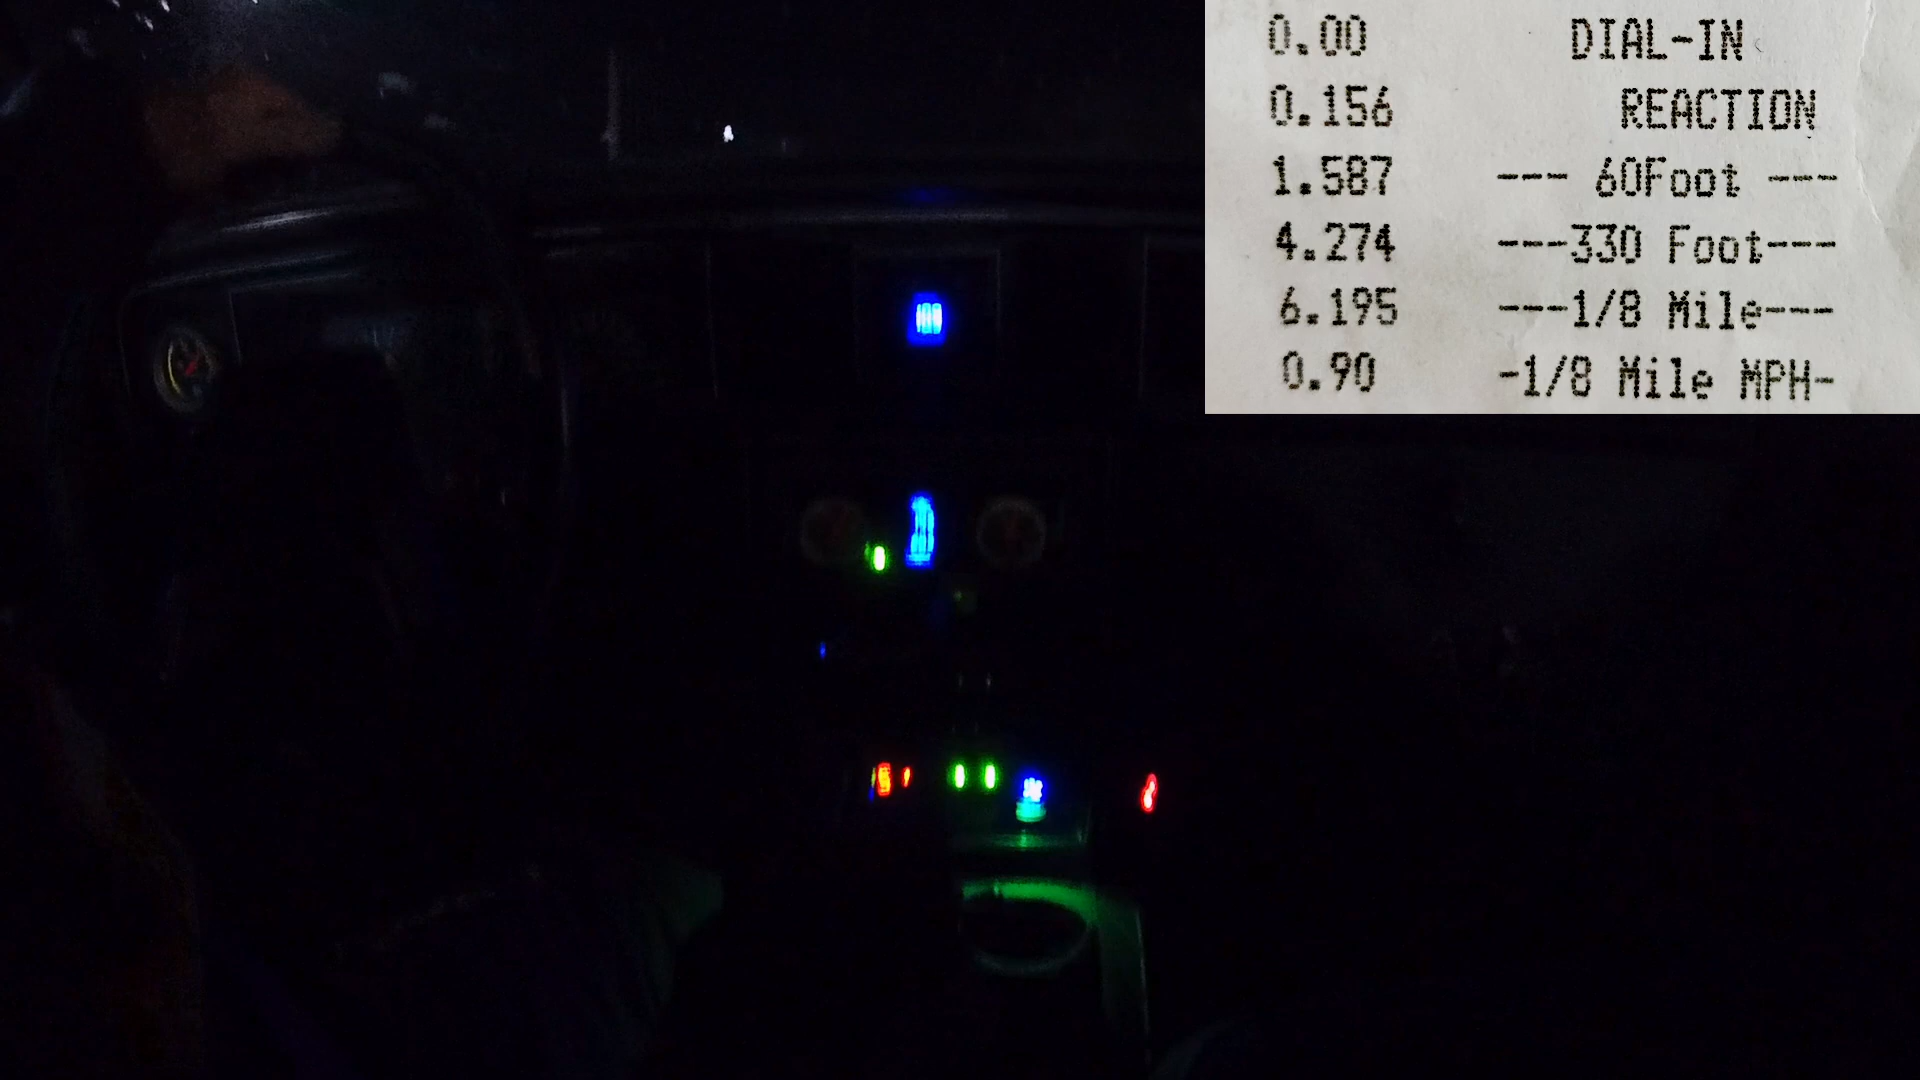 0.00 DIAL-IN
0.156 REACTION
1.587 --- 60Foot ---
4.274 ---330 Foot---
6.195 ---1/8 Mile---
0.90 -1/8 Mile MPH-